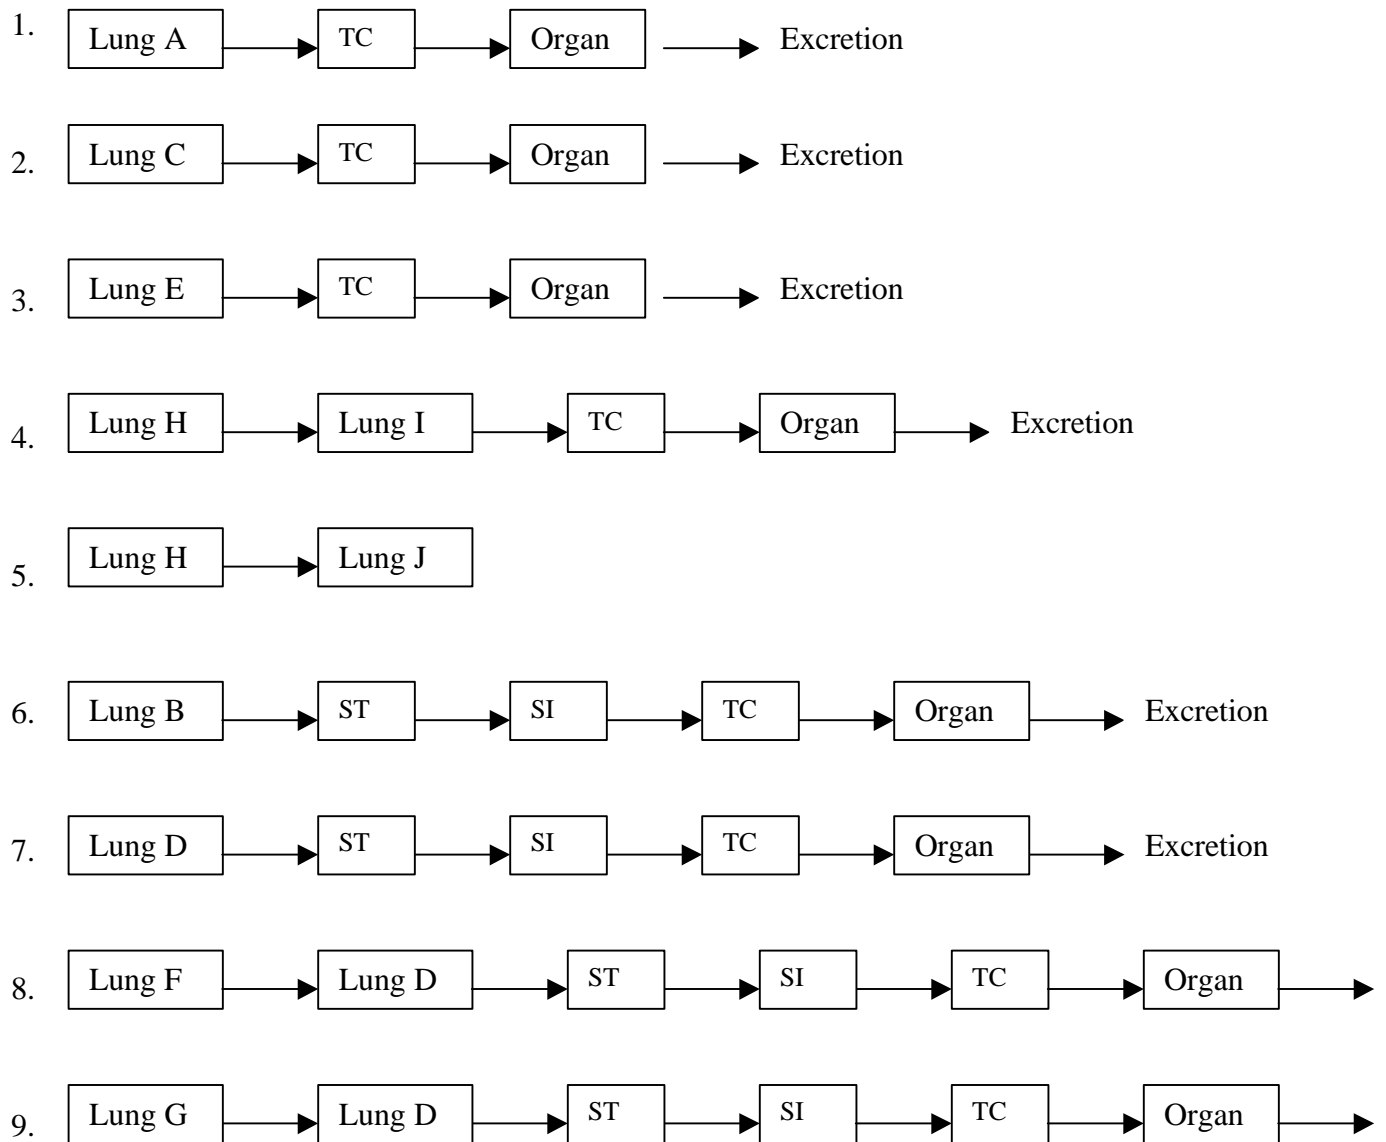 1. Lung A TC Organ Excretion
2. Lung C TC Organ Excretion
3. Lung E TC Organ Excretion
4. Lung H Lung I TC Organ Excretion
5. Lung H Lung J
6. Lung B ST SI TC Organ Excretion
7. Lung D ST SI TC Organ Excretion
8. Lung F Lung D ST SI TC Organ
9. Lung G Lung D ST SI TC Organ